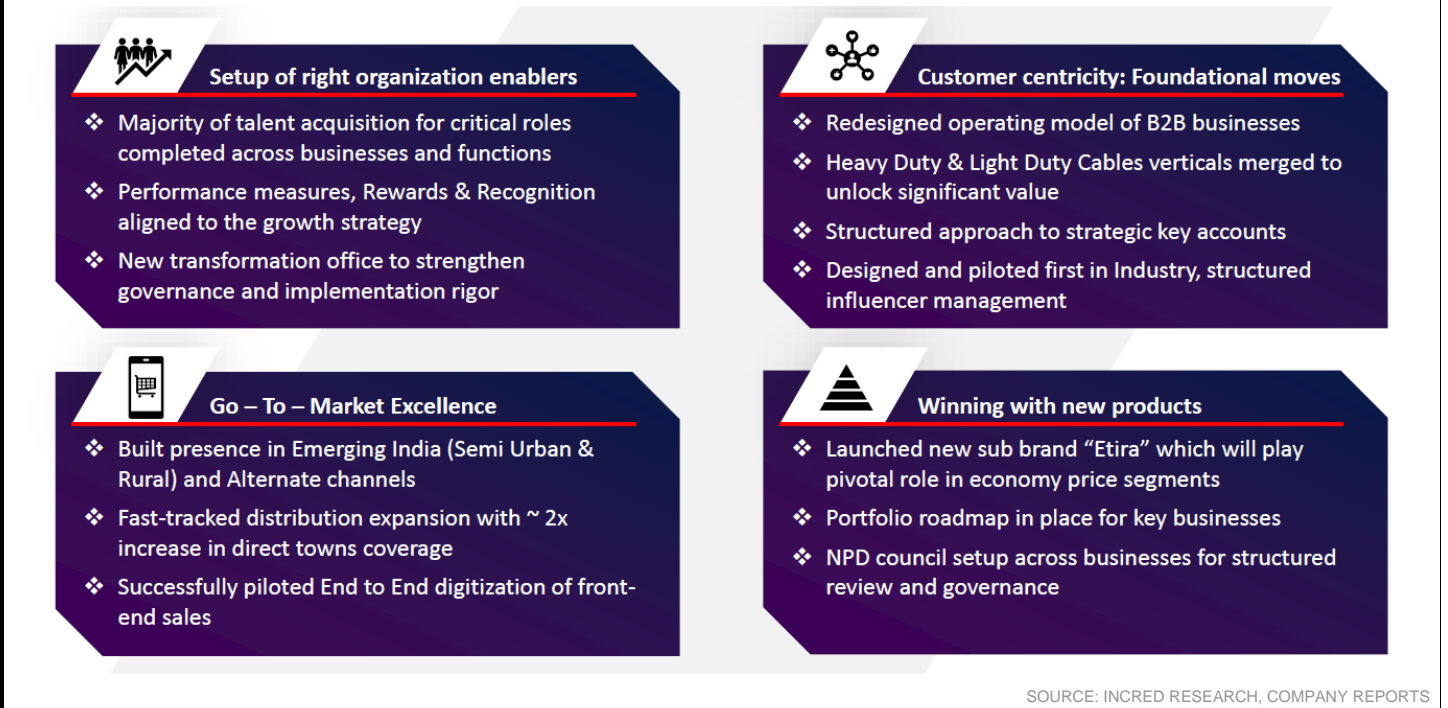 Setup of right organization enablers
❖ Majority of talent acquisition for critical roles
completed across businesses and functions
❖ Performance measures, Rewards & Recognition
aligned to the growth strategy
❖ New transformation office to strengthen
governance and implementation rigor
Customer centricity: Foundational moves
❖ Redesigned operating model of B2B businesses
❖ Heavy Duty & Light Duty Cables verticals merged to
unlock significant value
❖ Structured approach to strategic key accounts
❖ Designed and piloted first in Industry, structured
influencer management
Go – To – Market Excellence
❖ Built presence in Emerging India (Semi Urban &
Rural) and Alternate channels
❖ Fast-tracked distribution expansion with ~ 2x
increase in direct towns coverage
❖ Successfully piloted End to End digitization of front-
end sales
Winning with new products
❖ Launched new sub brand “Etira” which will play
pivotal role in economy price segments
❖ Portfolio roadmap in place for key businesses
❖ NPD council setup across businesses for structured
review and governance
SOURCE: INCRED RESEARCH, COMPANY REPORTS